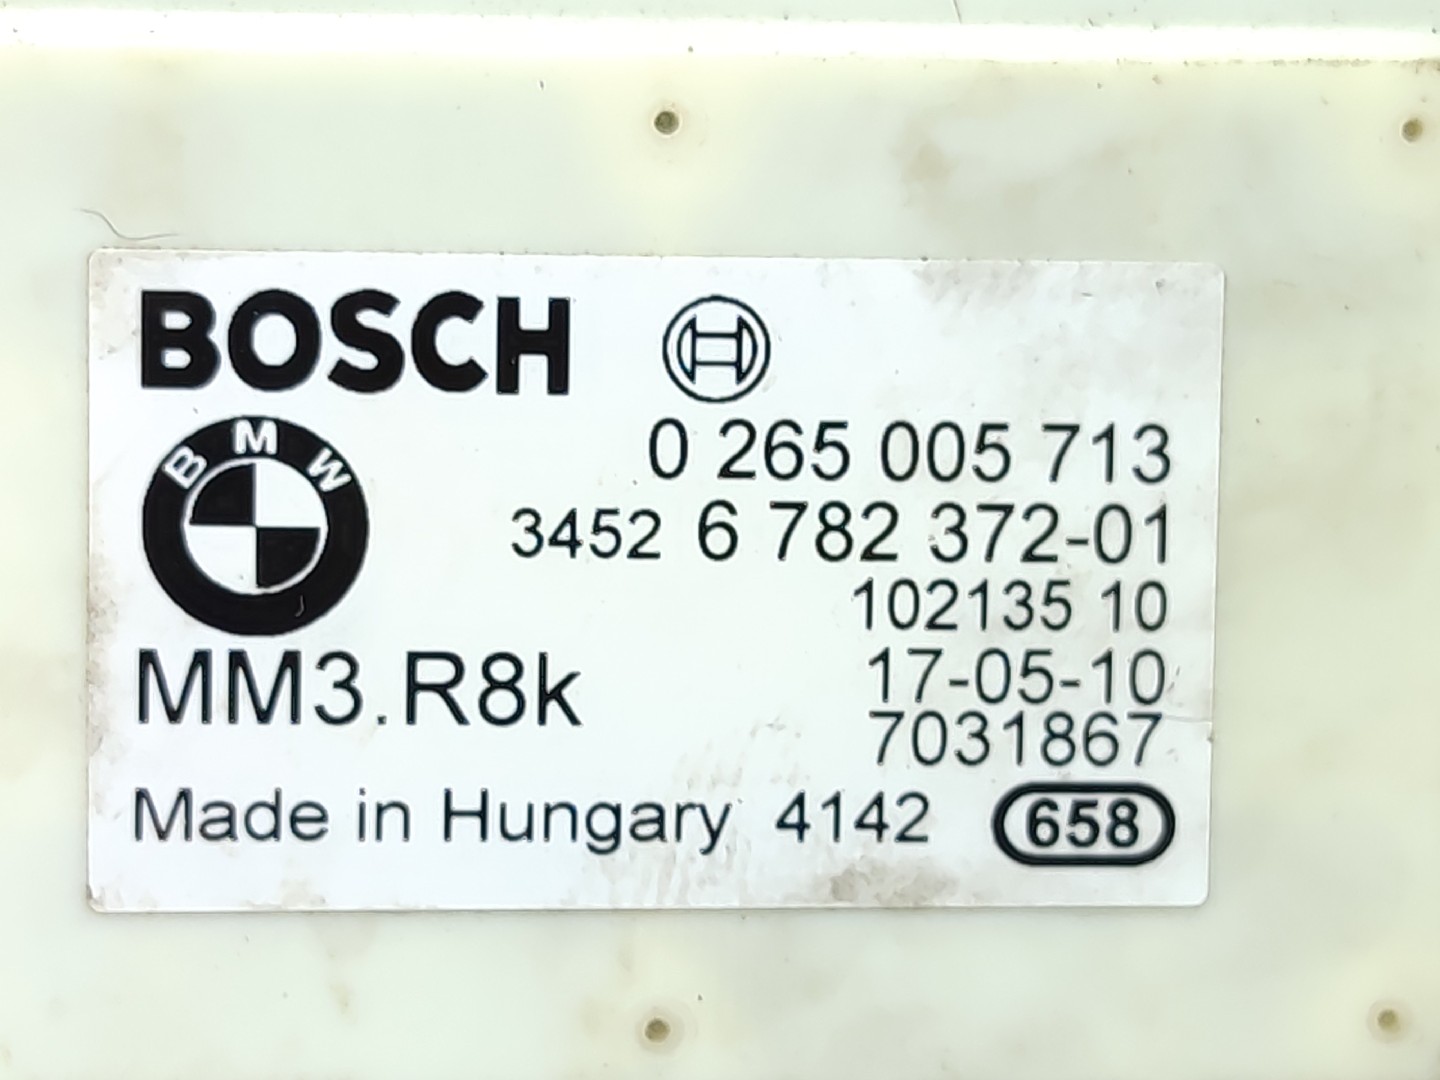 BOSCH
BMW
0 265 005 713
3452 6 782 372-01
102135 10
MM3.R8k
17-05-10
7031867
Made in Hungary 4142 658